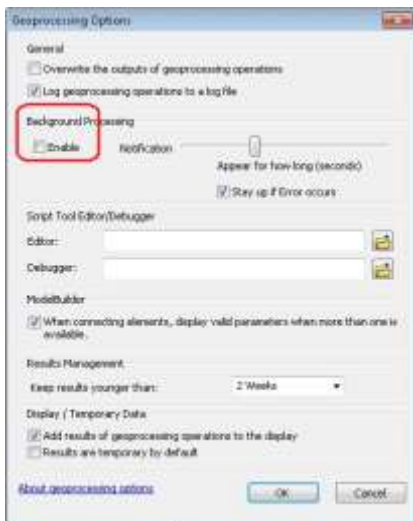 Geoprocessing Options
General
Overwrite the outputs of geoprocessing operations
Log geoprocessing operations to a log file
Background Processing
Enable
Notification
Appear for how long (seconds)
Stay up if Error occurs
Script Tool Editor/Debugger
Editor:
Debugger:
ModelBuilder
When connecting elements, display valid parameters when more than one is
available.
Results Management
Keep results younger than:
2 Weeks
Display / Temporary Data
Add results of geoprocessing operations to the display
Results are temporary by default
About geoprocessing options
OK
Cancel